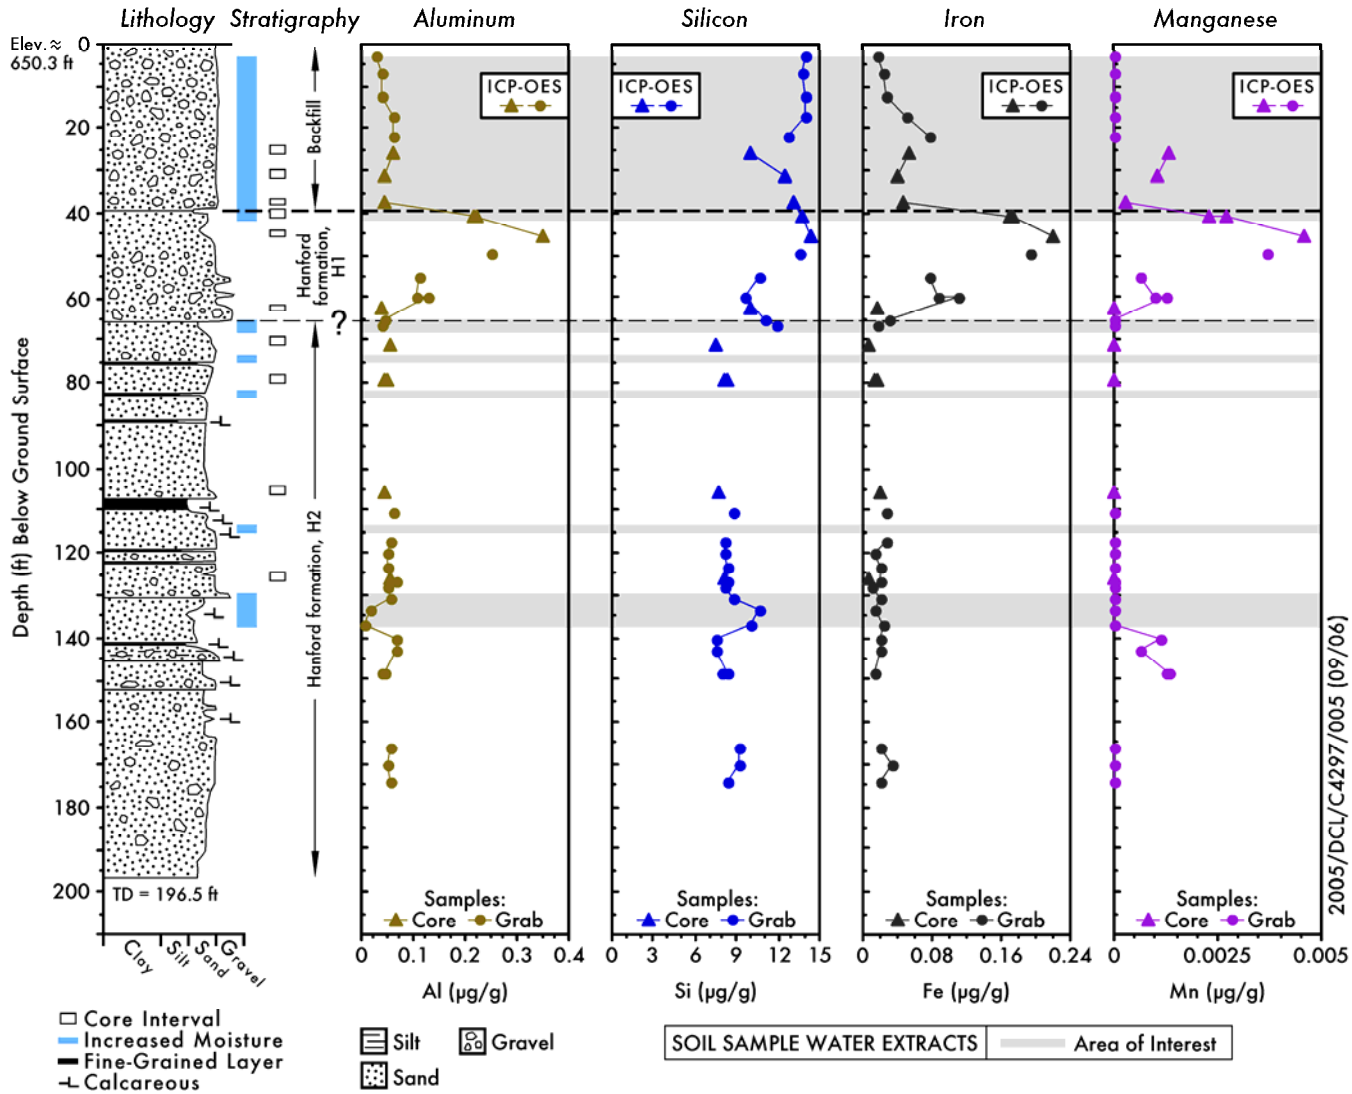 Lithology Stratigraphy Aluminum Silicon Iron Manganese
Elev. ≈
650.3 ft
0
20
40
60
80
100
120
140
160
180
200
Depth (ft) Below Ground Surface
Backfill
Hanford
formation,
H1
?
Hanford formation, H2
ICP-OES
ICP-OES
ICP-OES
ICP-OES
TD = 196.5 ft
Samples:
Core Grab
Samples:
Core Grab
Samples:
Core Grab
Samples:
Core Grab
Clay Silt Sand Gravel
0 0.1 0.2 0.3 0.4
0 3 6 9 12 15
0 0.08 0.16 0.24
0 0.0025 0.005
Al (µg/g) Si (µg/g) Fe (µg/g) Mn (µg/g)
2005/DCL/C4297/005 (09/06)
Core Interval
Increased Moisture
Fine-Grained Layer
Calcareous
Silt Gravel
Sand
SOIL SAMPLE WATER EXTRACTS Area of Interest